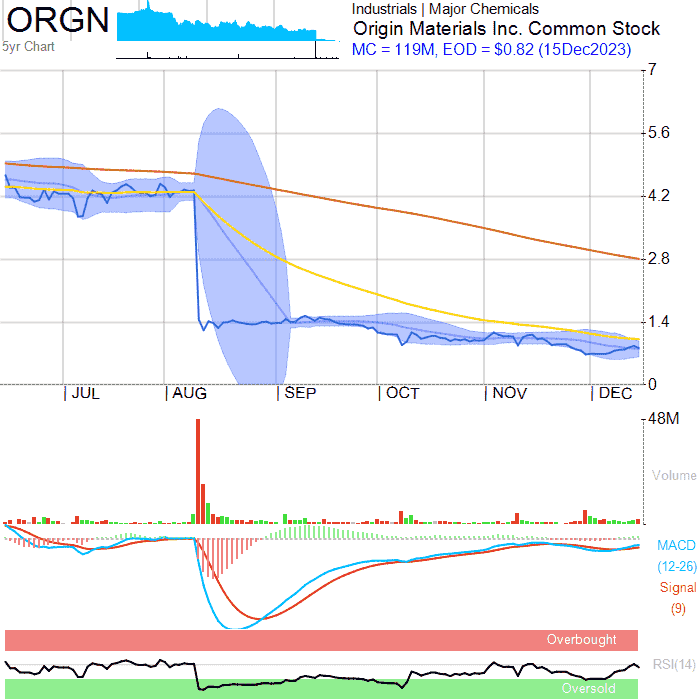 ORGN
5yr Chart
Industrials | Major Chemicals
Origin Materials Inc. Common Stock
MC = 119M, EOD = $0.82 (15Dec2023)
7
5.6
4.2
2.8
1.4
0
| JUL | AUG | SEP | OCT | NOV | DEC
48M
Volume
MACD
(12-26)
Signal
(9)
Overbought
RSI(14)
Oversold